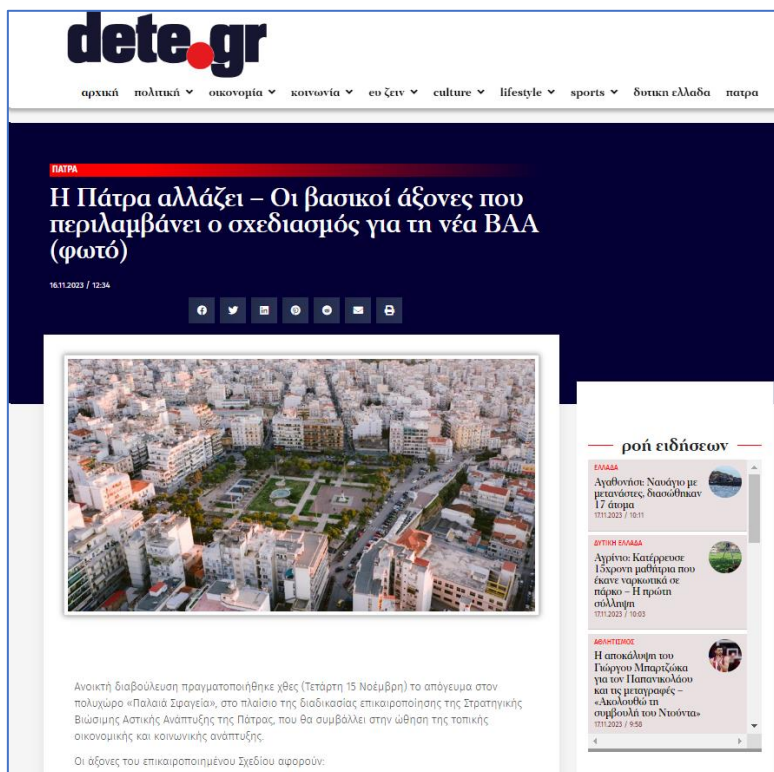 dete.gr
αρχική πολιτική οικονομία κοινωνία ευ ζειν culture lifestyle sports δυτικη ελλαδα πατρα
ΠΑΤΡΑ
Η Πάτρα αλλάζει – Οι βασικοί άξονες που
περιλαμβάνει ο σχεδιασμός για τη νέα ΒΑΑ
(φωτό)
16.11.2023 / 12:34
Ανοικτή διαβούλευση πραγματοποιήθηκε χθες (Τετάρτη 15 Νοέμβρη) το απόγευμα στον
πολυχώρο «Παλαιά Σφαγεία», στο πλαίσιο της διαδικασίας επικαιροποίησης της Στρατηγικής
Βιώσιμης Αστικής Ανάπτυξης της Πάτρας, που θα συμβάλλει στην ώθηση της τοπικής
οικονομικής και κοινωνικής ανάπτυξης.
Οι άξονες του επικαιροποιημένου Σχεδίου αφορούν:
ροή ειδήσεων
ΕΛΛΑΔΑ
Αγαθονήσι: Ναυάγιο με
μετανάστες, διασώθηκαν
17 άτομα
17.11.2023 / 10:11
ΔΥΤΙΚΗ ΕΛΛΑΔΑ
Αγρίνιο: Κατέρρευσε
15χρονη μαθήτρια που
έκανε ναρκωτικά σε
πάρκο – Η πρώτη
σύλληψη
17.11.2023 / 10:03
ΑΘΛΗΤΙΣΜΟΣ
Η αποκάλυψη του
Γιώργου Μπαρτζώκα
για τον Παπανικολάου
και τις μεταγραφές –
«Ακολουθώ τη
συμβουλή του Ντούντα»
17.11.2023 / 9:58